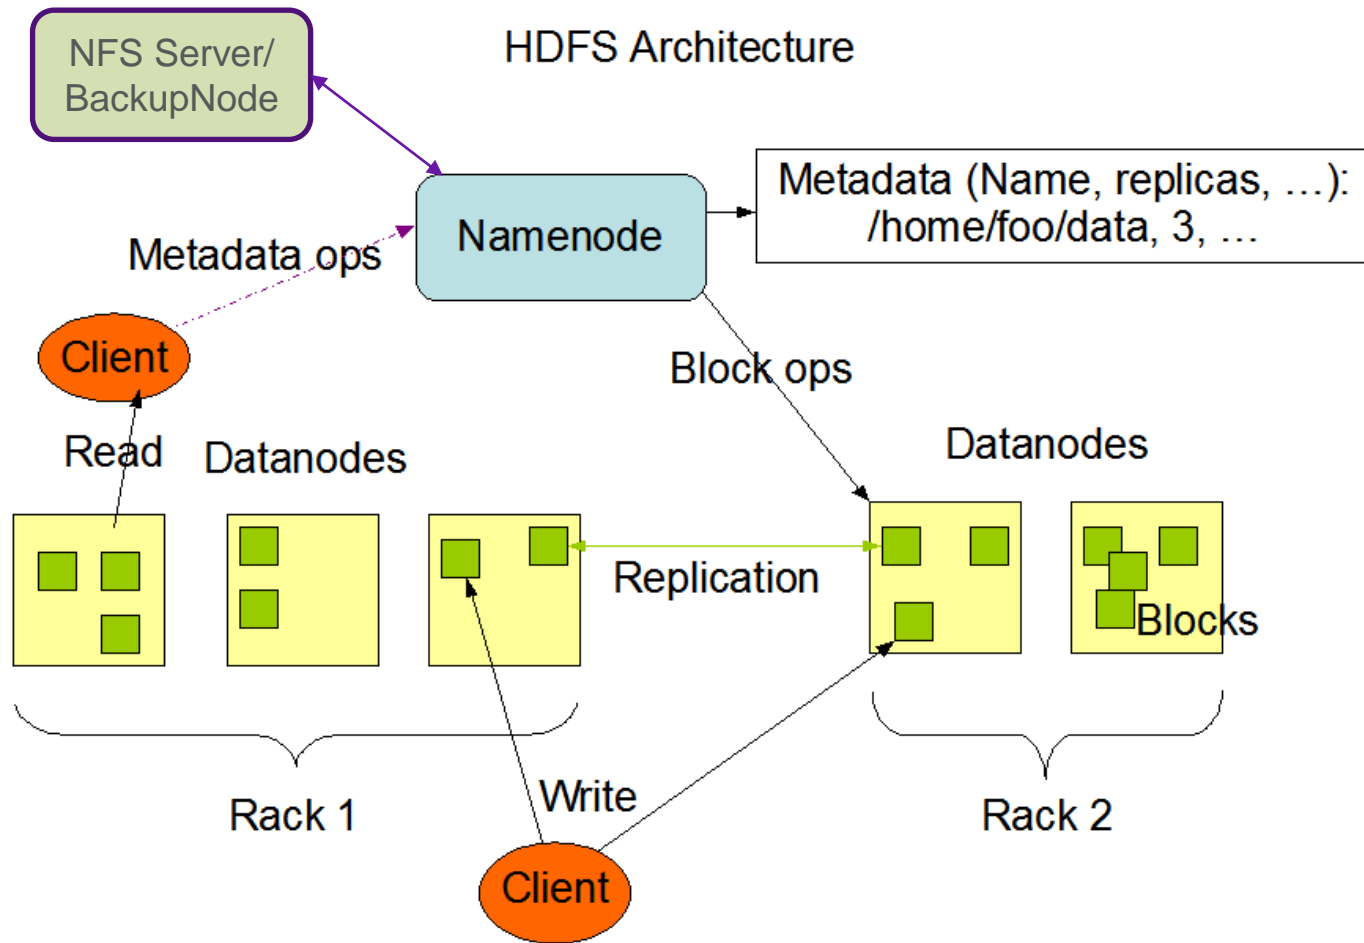 NFS Server/
BackupNode
HDFS Architecture
Metadata (Name, replicas, …):
/home/foo/data, 3, …
Namenode
Metadata ops
Client
Block ops
Read
Datanodes
Datanodes
Replication
Blocks
Rack 1
Write
Rack 2
Client